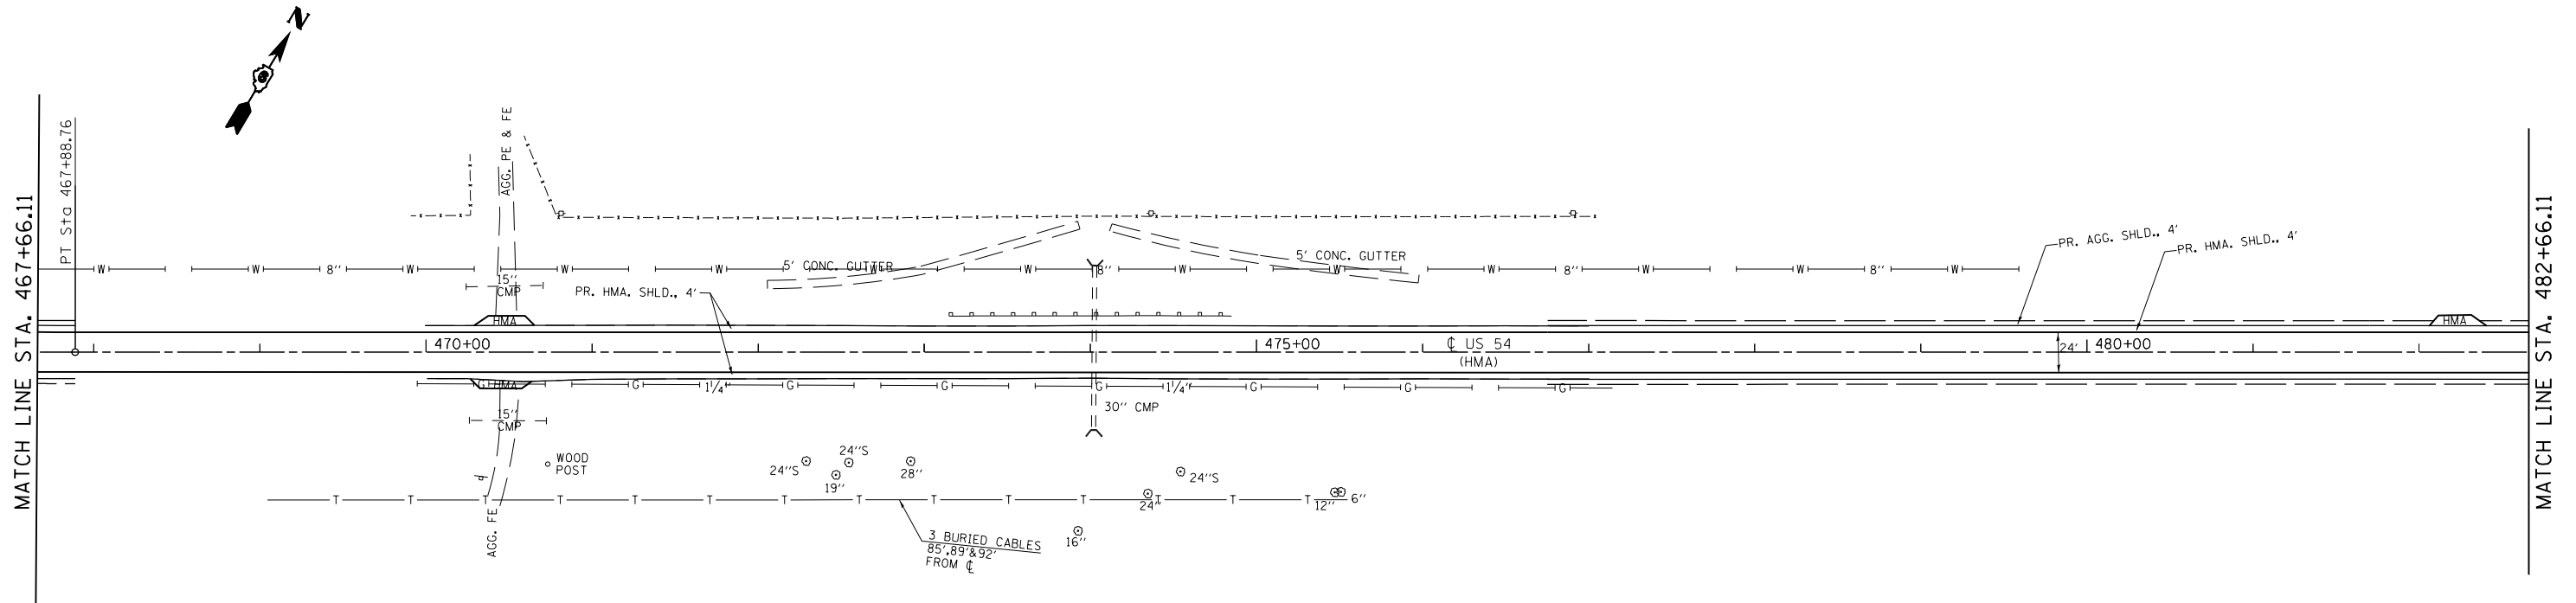 N
MATCH LINE STA. 467+66.11
PT Sta 467+88.76
AGG. PE & FE
W W 8'' W W W W W 8'' W W W 8'' W W 8'' W
5' CONC. GUTTER
5' CONC. GUTTER
15''
CMP
PR. HMA. SHLD., 4'
PR. AGG. SHLD., 4'
PR. HMA. SHLD., 4'
HMA
HMA
470+00
475+00
℄ US 54
(HMA)
24'
480+00
G HMA G 1¼'' G G G 1¼'' G G G
30'' CMP
15''
CMP
WOOD
POST
24''S
24''S
19''
28''
24''S
24''
12''
6''
16''
T T T T T T T T T T T T T T
AGG. FE
3 BURIED CABLES
85',89'&92'
FROM ℄
MATCH LINE STA. 482+66.11